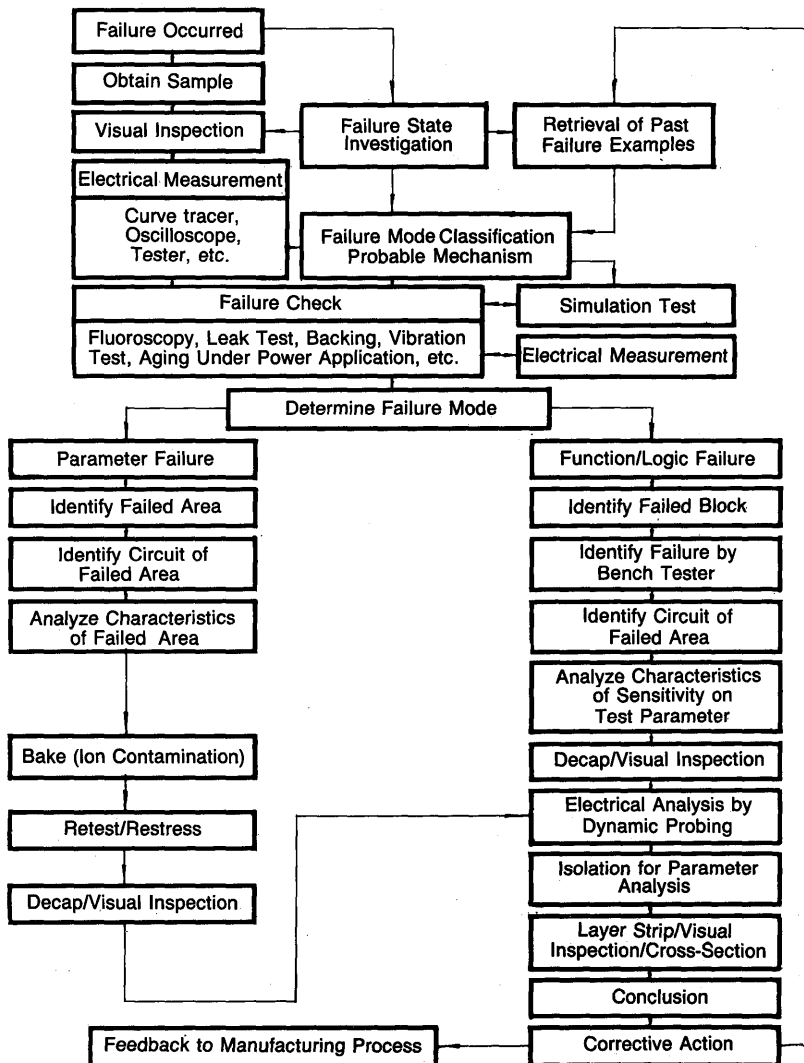 Failure Occurred
Obtain Sample
Visual Inspection
Failure State
Investigation
Retrieval of Past
Failure Examples
Electrical Measurement
Curve tracer,
Oscilloscope,
Tester, etc.
Failure Mode Classification
Probable Mechanism
Failure Check
Simulation Test
Fluoroscopy, Leak Test, Backing, Vibration
Test, Aging Under Power Application, etc.
Electrical Measurement
Determine Failure Mode
Parameter Failure
Identify Failed Area
Identify Circuit of
Failed Area
Analyze Characteristics
of Failed Area
Bake (Ion Contamination)
Retest/Restress
Decap/Visual Inspection
Function/Logic Failure
Identify Failed Block
Identify Failure by
Bench Tester
Identify Circuit of
Failed Area
Analyze Characteristics
of Sensitivity on
Test Parameter
Decap/Visual Inspection
Electrical Analysis by
Dynamic Probing
Isolation for Parameter
Analysis
Layer Strip/Visual
Inspection/Cross-Section
Conclusion
Corrective Action
Feedback to Manufacturing Process